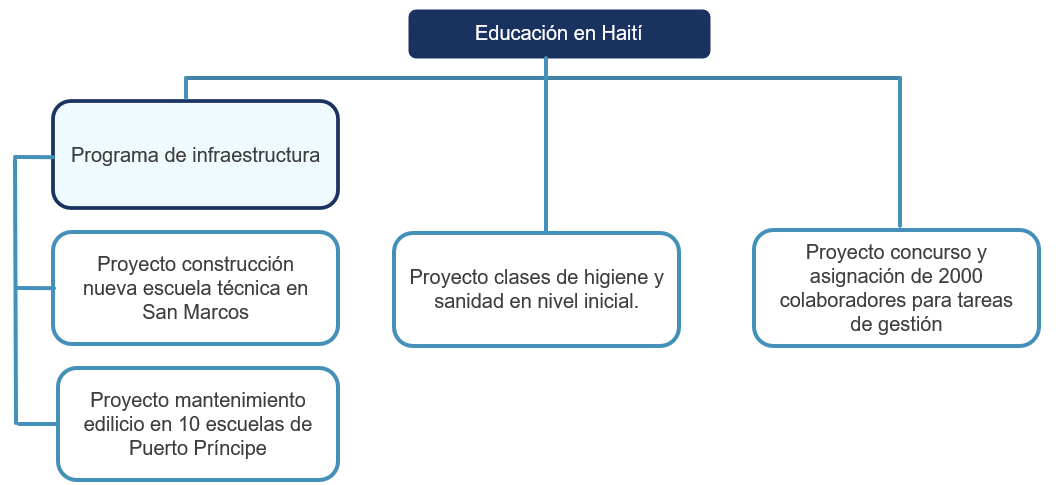 Educación en Haití
Programa de infraestructura
Proyecto construcción
nueva escuela técnica en
San Marcos
Proyecto mantenimiento
edilicio en 10 escuelas de
Puerto Príncipe
Proyecto clases de higiene y
sanidad en nivel inicial.
Proyecto concurso y
asignación de 2000
colaboradores para tareas
de gestión